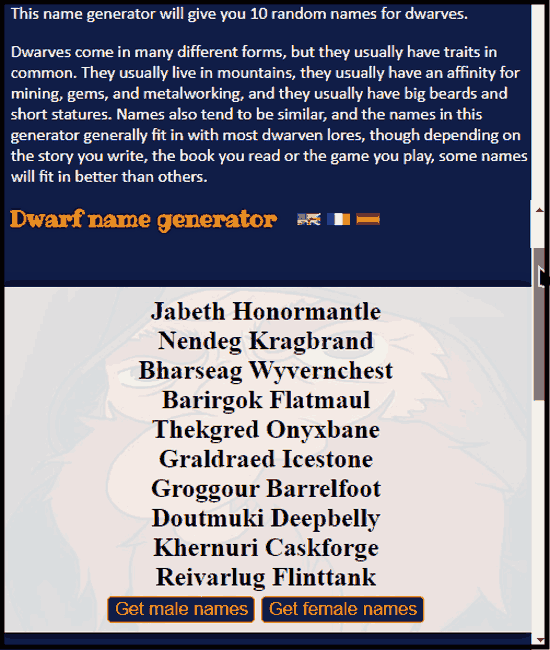 This name generator will give you 10 random names for dwarves.
Dwarves come in many different forms, but they usually have traits in
common. They usually live in mountains, they usually have an affinity for
mining, gems, and metalworking, and they usually have big beards and
short statures. Names also tend to be similar, and the names in this
generator generally fit in with most dwarven lores, though depending on
the story you write, the book you read or the game you play, some names
will fit in better than others.
Dwarf name generator
Jabeth Honormantle
Nendeg Kragbrand
Bharseag Wyvernchest
Barirgok Flatmaul
Thekgred Onyxbane
Graldraed Icestone
Groggour Barrelfoot
Doutmuki Deepbelly
Khernuri Caskforge
Reivarlug Flinttank
Get male names Get female names